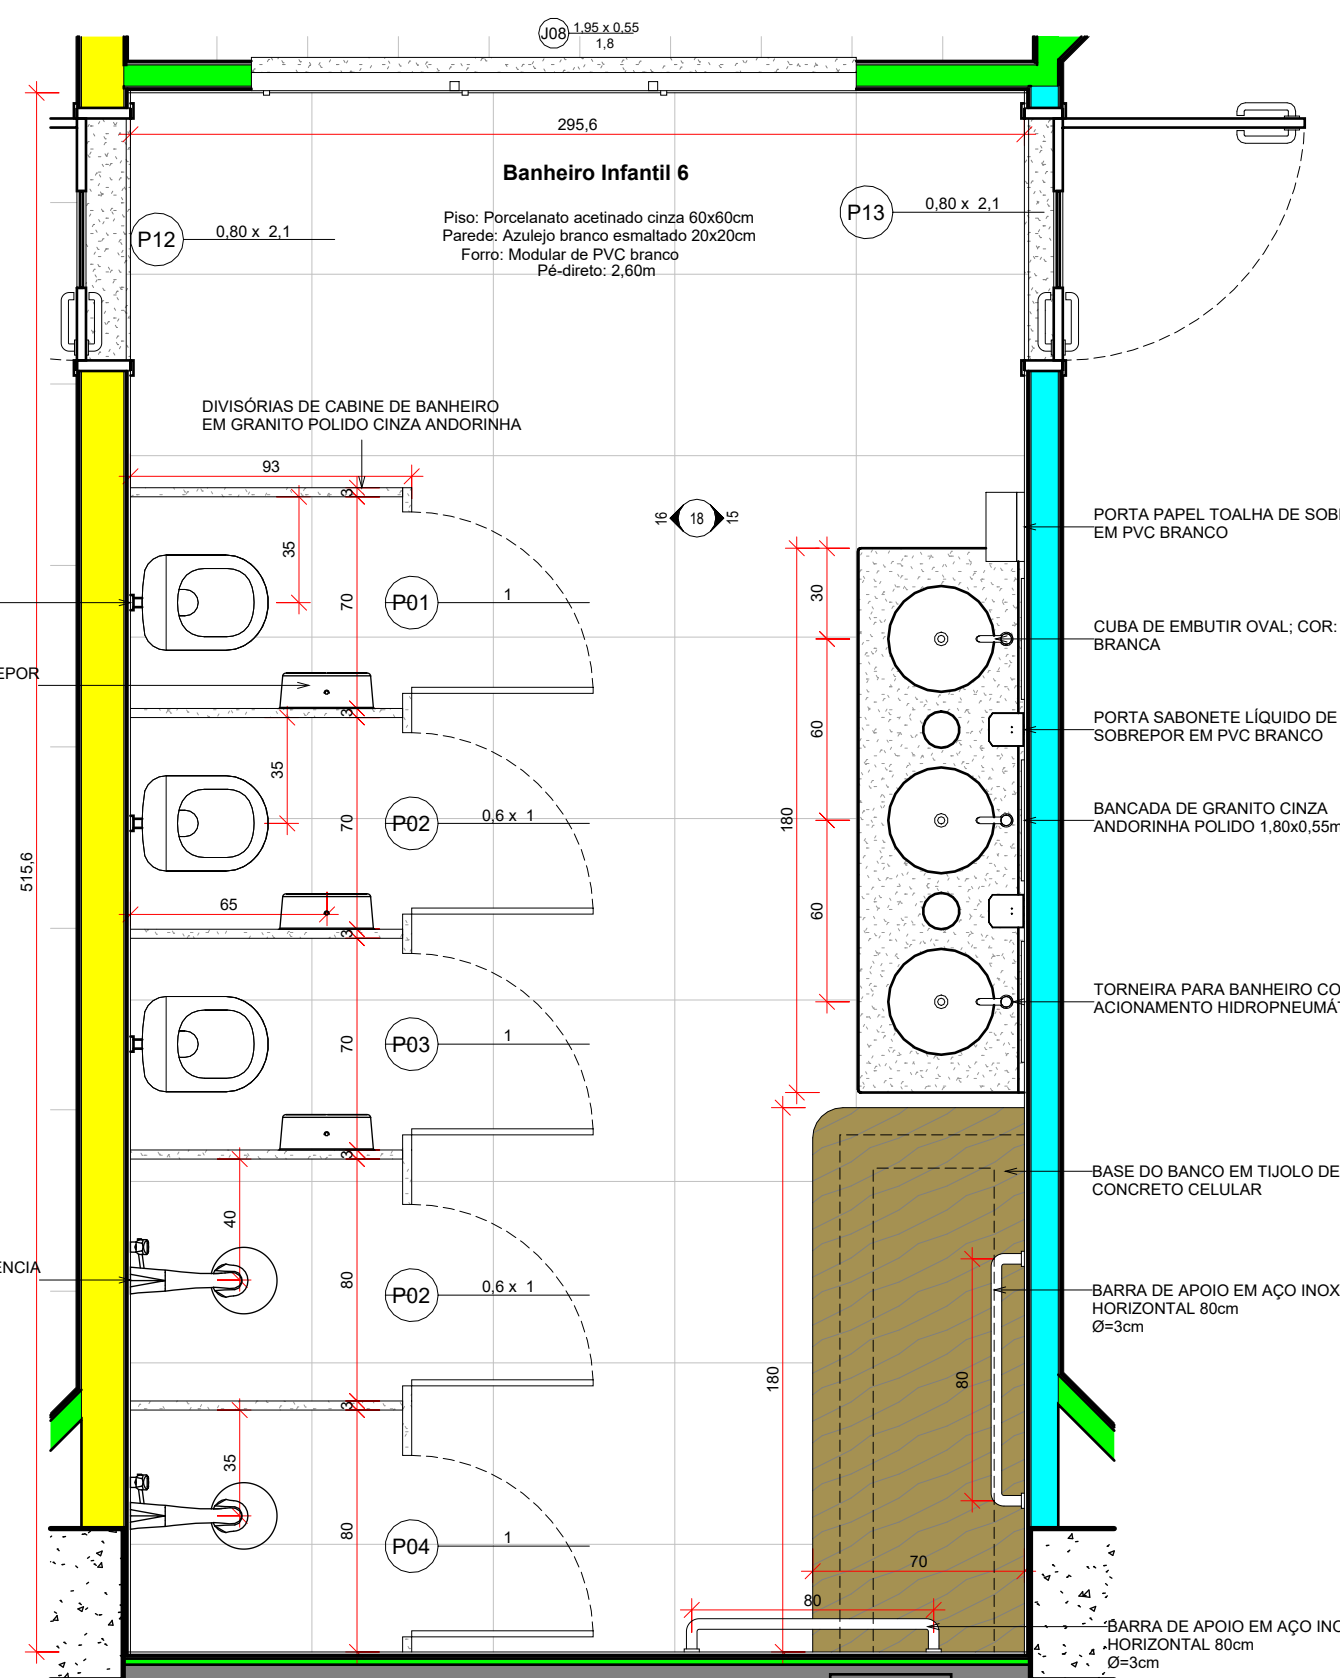 J08 1,95 x 0,55
1,8
295,6
Banheiro Infantil 6
Piso: Porcelanato acetinado cinza 60x60cm
Parede: Azulejo branco esmaltado 20x20cm
Forro: Modular de PVC branco
Pé-direto: 2,60m
P12 0,80 x 2,1
P13 0,80 x 2,1
DIVISÓRIAS DE CABINE DE BANHEIRO
EM GRANITO POLIDO CINZA ANDORINHA
93
3
35
70
P01 1
16 18 15
PORTA PAPEL TOALHA DE SOB
EM PVC BRANCO
30
CUBA DE EMBUTIR OVAL; COR:
BRANCA
EPOR
3
35
70
P02 0,6 x 1
60
PORTA SABONETE LÍQUIDO DE
SOBREPOR EM PVC BRANCO
180
BANCADA DE GRANITO CINZA
ANDORINHA POLIDO 1,80x0,55m
515,6
65
3
60
70
P03 1
TORNEIRA PARA BANHEIRO CO
ACIONAMENTO HIDROPNEUMÁ
3
40
BASE DO BANCO EM TIJOLO DE
CONCRETO CELULAR
ENCIA
80
P02 0,6 x 1
BARRA DE APOIO EM AÇO INOX
HORIZONTAL 80cm
Ø=3cm
180
80
3
35
80
P04 1
70
80
BARRA DE APOIO EM AÇO INO
HORIZONTAL 80cm
Ø=3cm